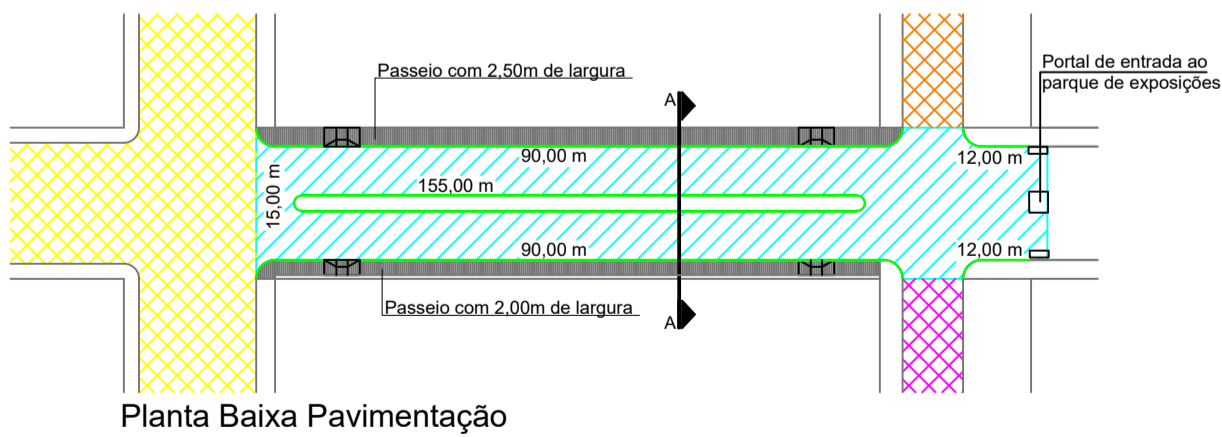 Passeio com 2,50m de largura
Portal de entrada ao
parque de exposições
A
90,00 m
12,00 m
155,00 m
15,00 m
90,00 m
12,00 m
Passeio com 2,00m de largura
A
Planta Baixa Pavimentação